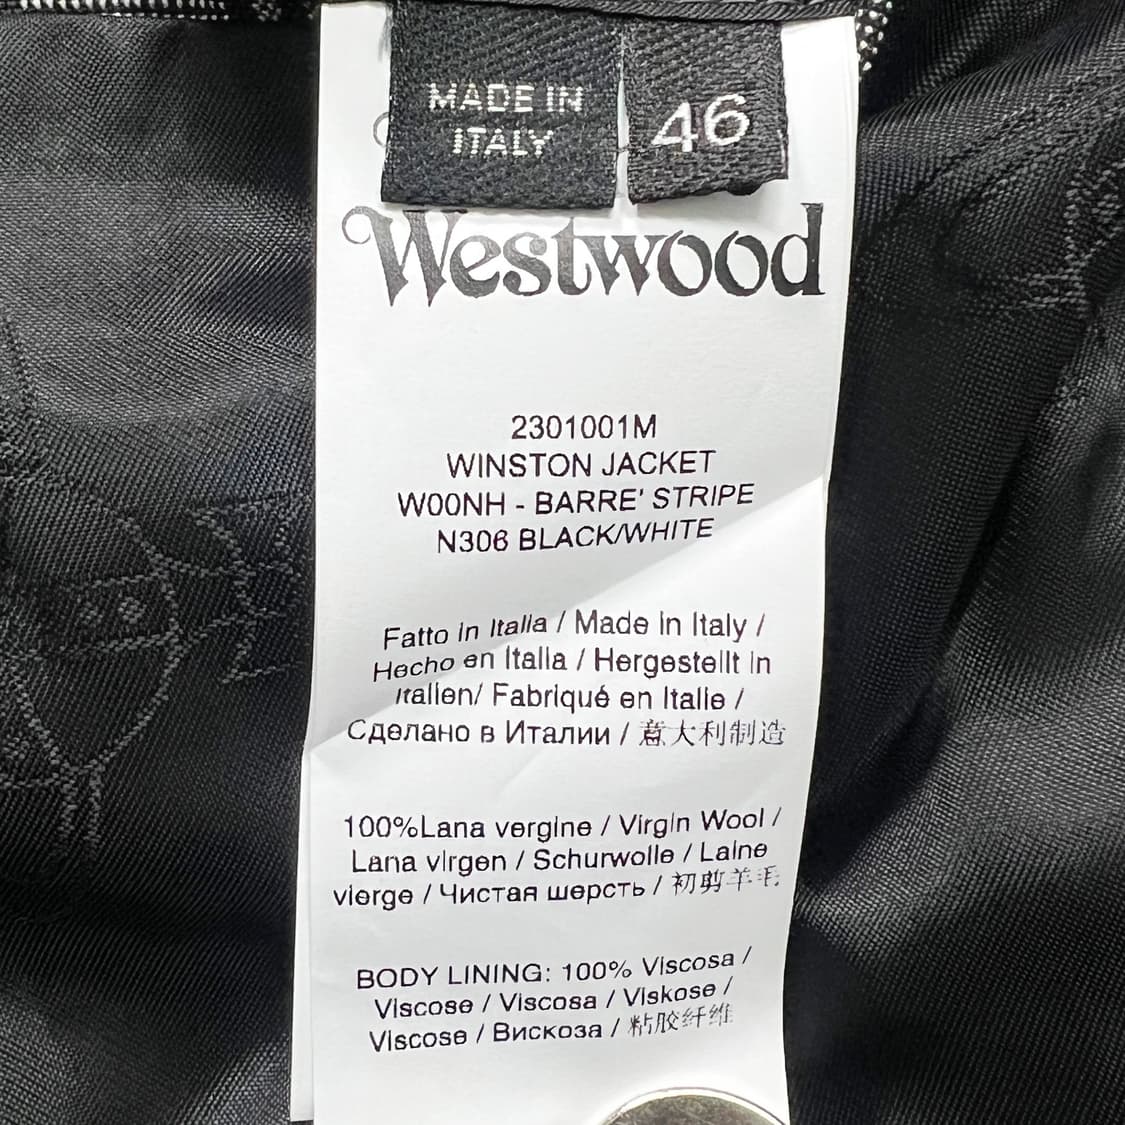 MADE IN
ITALY
46
Westwood
2301001M
WINSTON JACKET
W00NH - BARRE' STRIPE
N306 BLACK/WHITE
Fatto in Italia / Made in Italy /
Hecho en Italia / Hergestellt in
Italien/ Fabriqué en Italie /
Сделано в Италии / 意大利制造
100%Lana vergine / Virgin Wool /
Lana virgen / Schurwolle / Laine
vierge / Чистая шерсть / 初剪羊毛
BODY LINING: 100% Viscosa /
Viscose / Viscosa / Viskose /
Viscose / Вискоза / 粘胶纤维